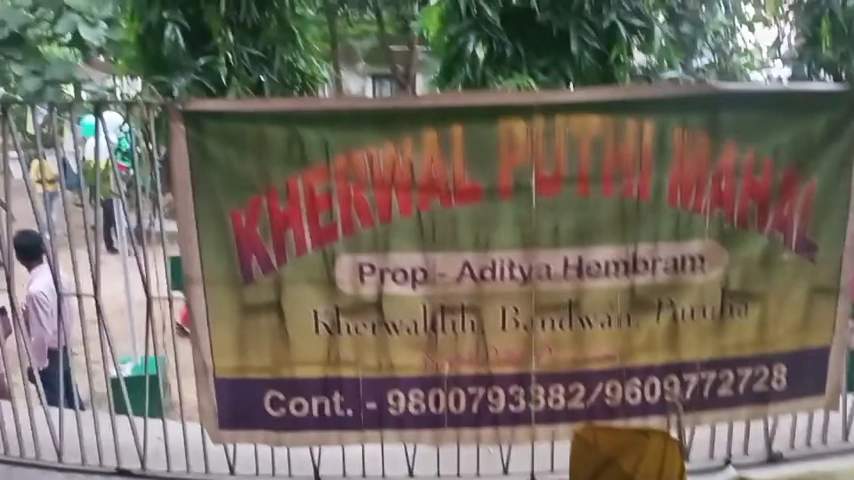 KHERWAL PUTHI MAHAL
Prop - Aditya Hembram
Kherwaldih, Bandwan, Purulia
Cont. - 9800793382/9609772728